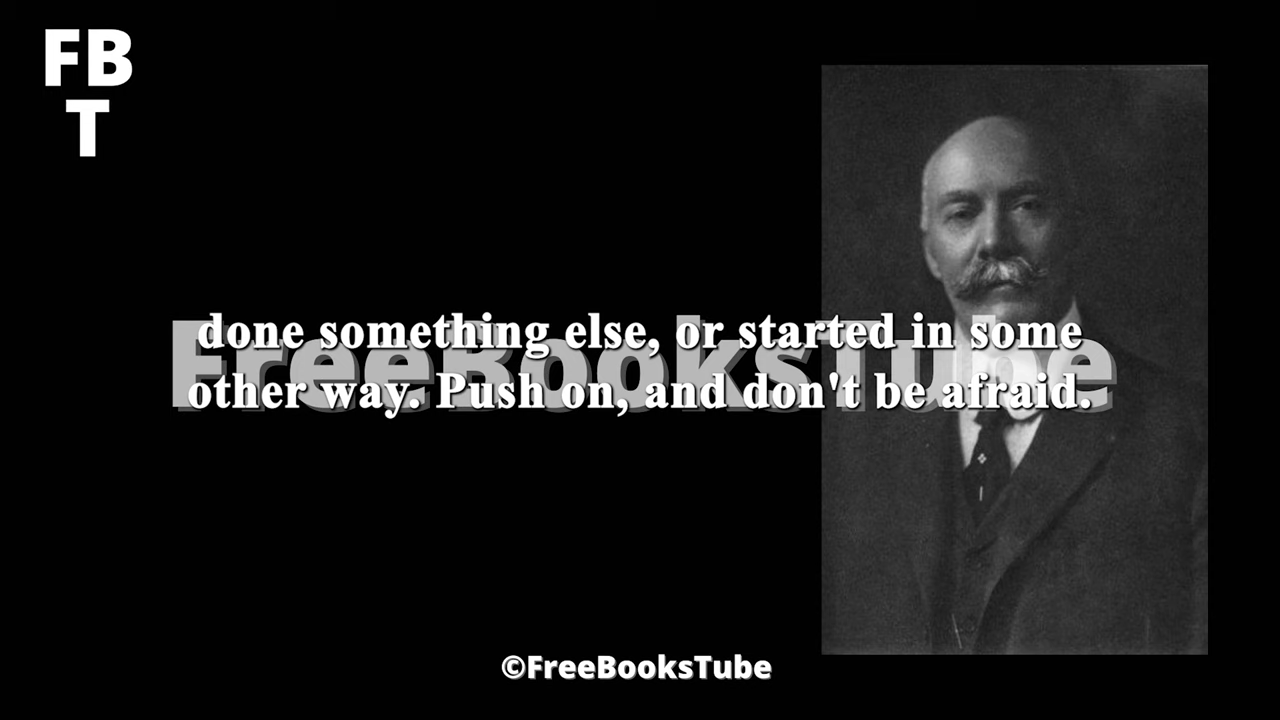 FB
T
FreeBooksTube
done something else, or started in some
other way. Push on, and don't be afraid.
©FreeBooksTube